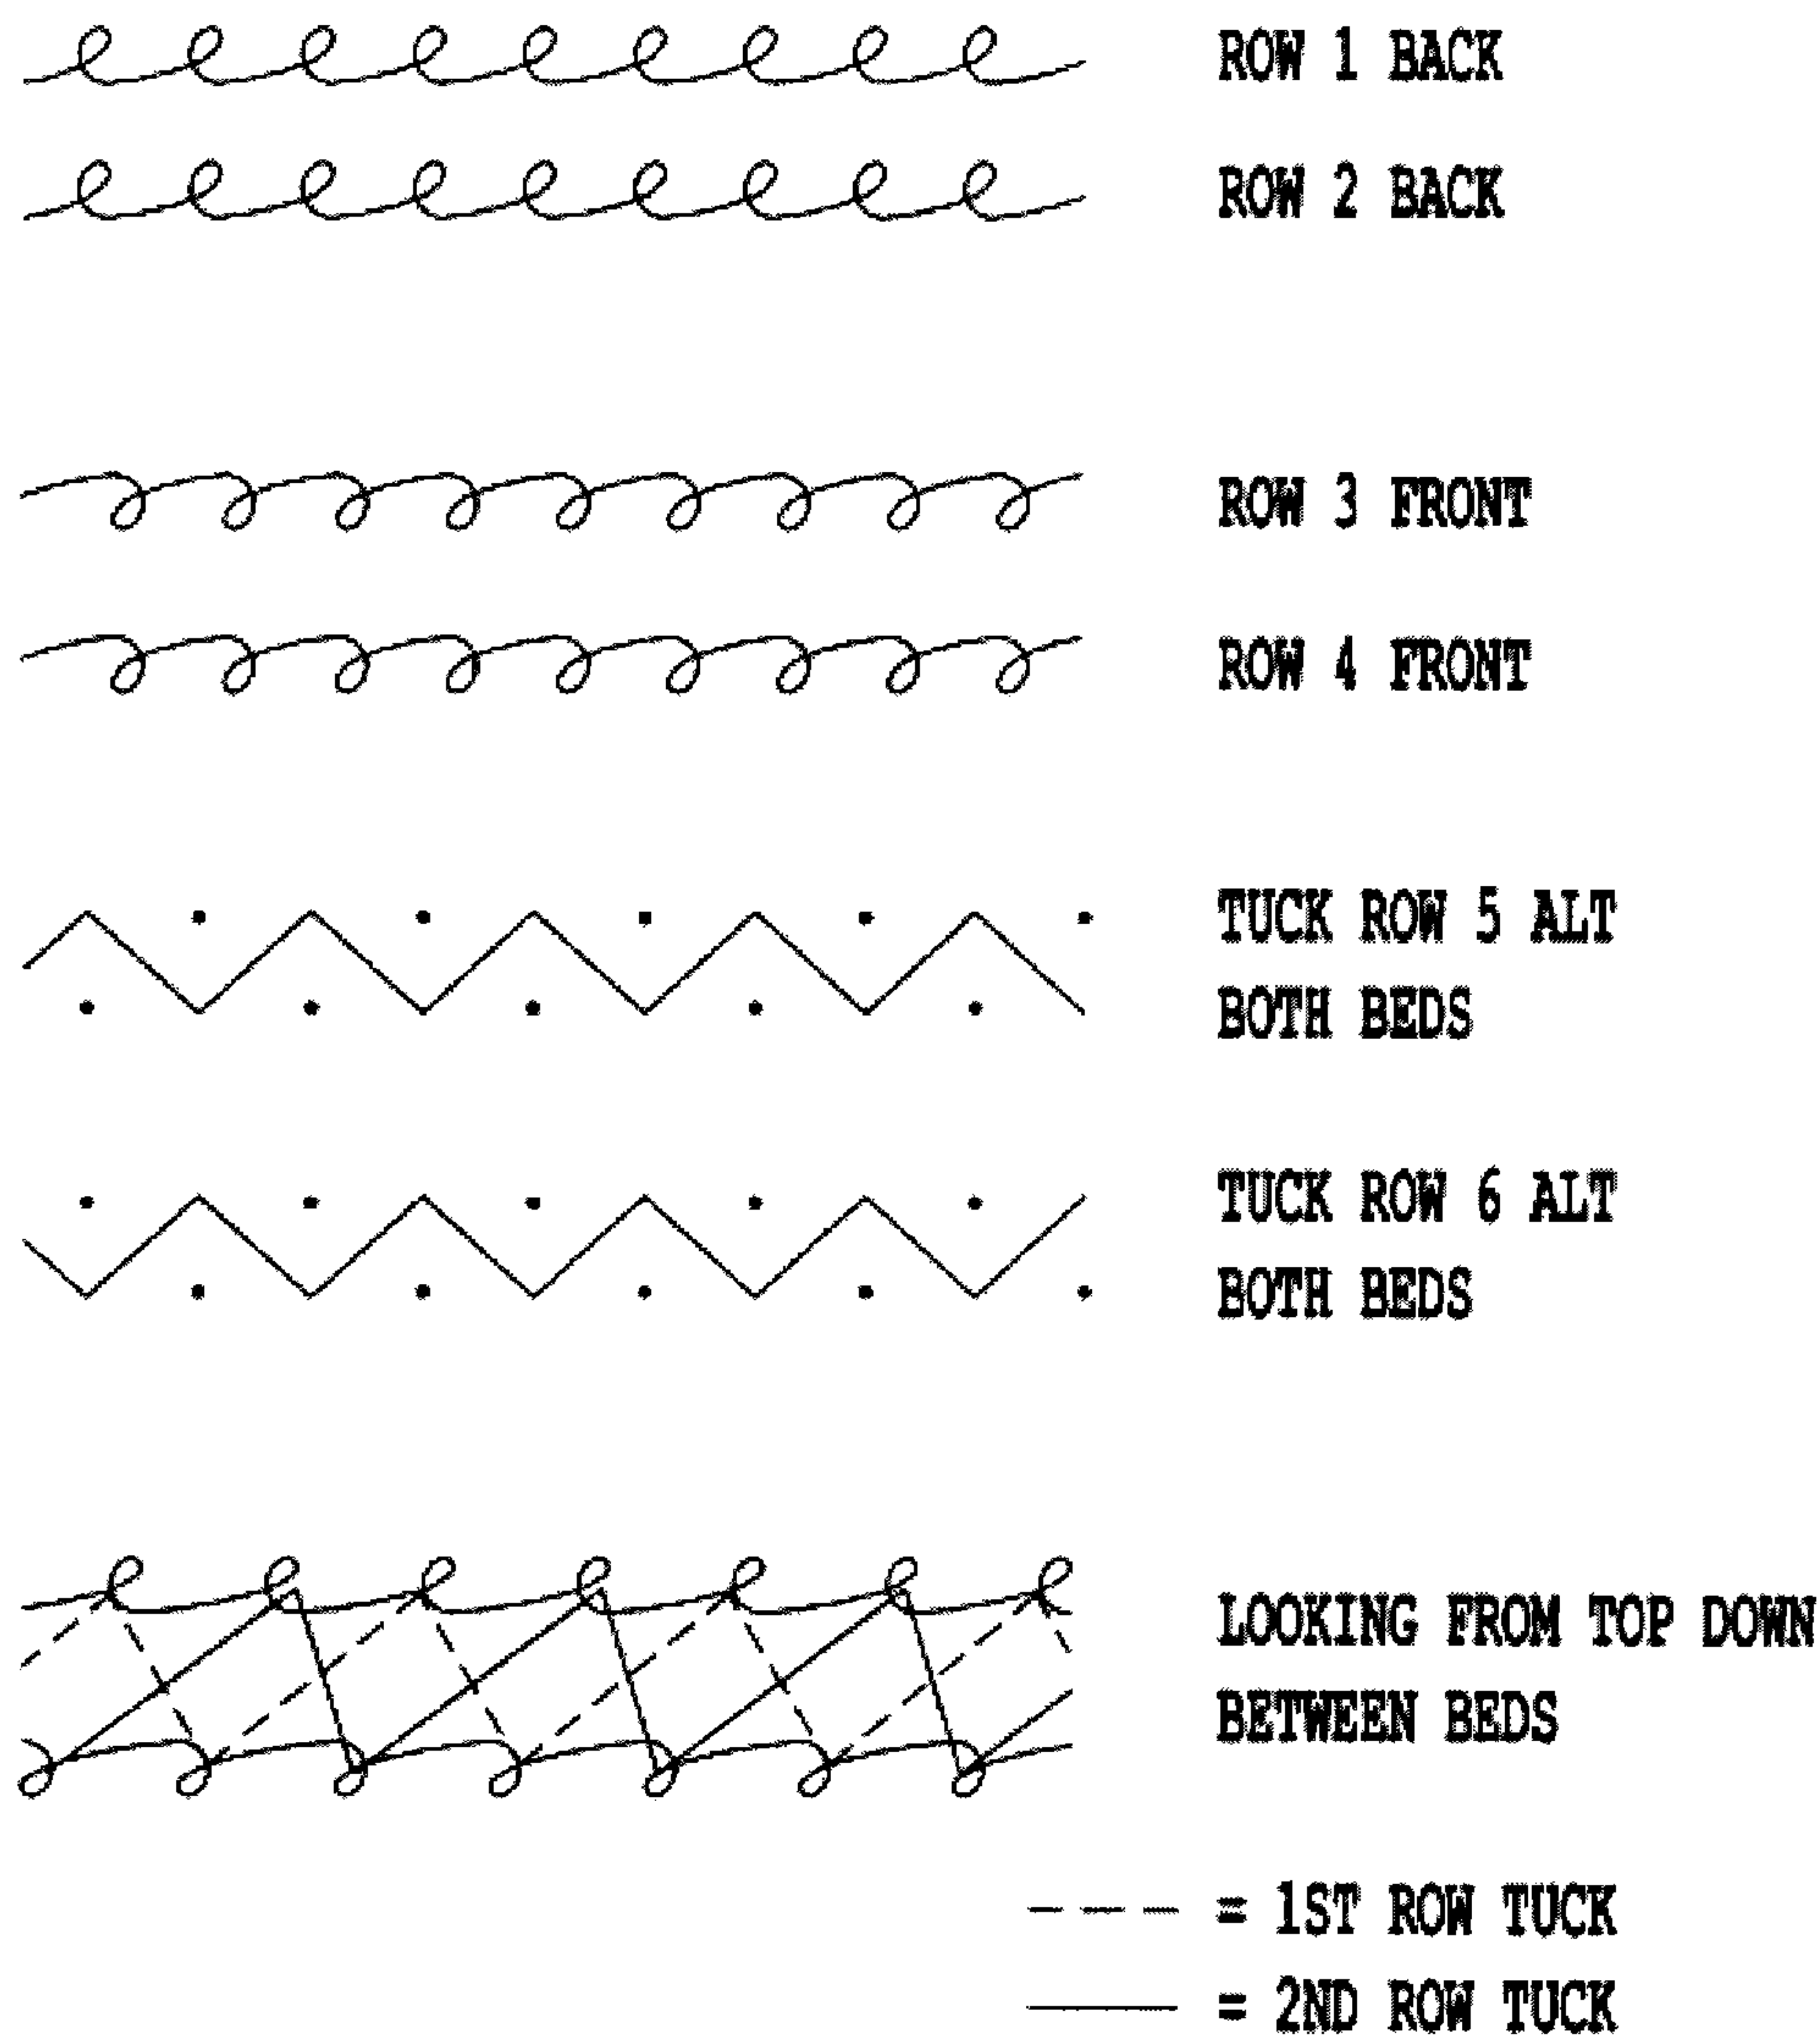 ROW 1 BACK
ROW 2 BACK
ROW 3 FRONT
ROW 4 FRONT
TUCK ROW 5 ALT
BOTH BEDS
TUCK ROW 6 ALT
BOTH BEDS
LOOKING FROM TOP DOWN
BETWEEN BEDS
= 1ST ROW TUCK
= 2ND ROW TUCK